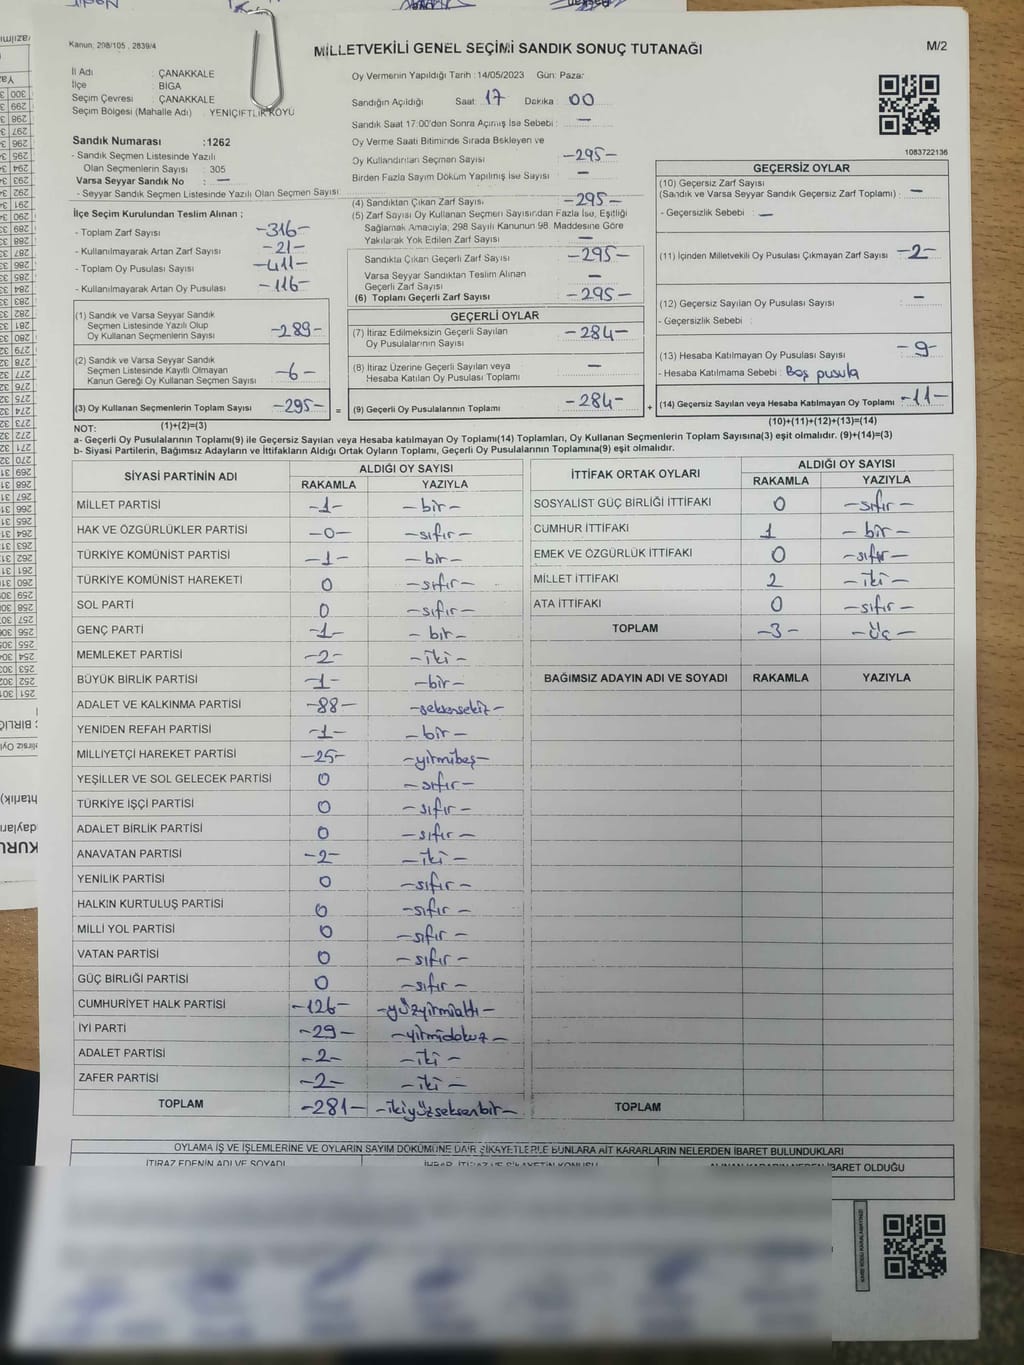 Kanun, 298/105 , 2839/4
MİLLETVEKİLİ GENEL SEÇİMİ SANDIK SONUÇ TUTANAĞI
M/2
İl Adı : ÇANAKKALE
İlçe : BİGA
Seçim Çevresi : ÇANAKKALE
Seçim Bölgesi (Mahalle Adı) : YENİÇİFTLİK KÖYÜ
Sandık Numarası :1262
- Sandık Seçmen Listesinde Yazılı
Olan Seçmenlerin Sayısı : 305
Varsa Seyyar Sandık No : —
- Seyyar Sandık Seçmen Listesinde Yazılı Olan Seçmen Sayısı :
İlçe Seçim Kurulundan Teslim Alınan ;
- Toplam Zarf Sayısı -316-
- Kullanılmayarak Artan Zarf Sayısı -21-
- Toplam Oy Pusulası Sayısı -411-
- Kullanılmayarak Artan Oy Pusulası -116-
(1) Sandık ve Varsa Seyyar Sandık
Seçmen Listesinde Yazılı Olup
Oy Kullanan Seçmenlerin Sayısı -289-
(2) Sandık ve Varsa Seyyar Sandık
Seçmen Listesinde Kayıtlı Olmayan
Kanun Gereği Oy Kullanan Seçmen Sayısı -6-
(3) Oy Kullanan Seçmenlerin Toplam Sayısı -295- =
(1)+(2)=(3)
Oy Vermenin Yapıldığı Tarih : 14/05/2023 Gün: Pazar
Sandığın Açıldığı Saat: 17 Dakika : 00
Sandık Saat 17:00'den Sonra Açılmış İse Sebebi : —
Oy Verme Saati Bitiminde Sırada Bekleyen ve
Oy Kullandırılan Seçmen Sayısı -295-
Birden Fazla Sayım Döküm Yapılmış İse Sayısı : —
(4) Sandıktan Çıkan Zarf Sayısı -295-
(5) Zarf Sayısı Oy Kullanan Seçmen Sayısından Fazla İse, Eşitliği
Sağlamak Amacıyla, 298 Sayılı Kanunun 98. Maddesine Göre
Yakılarak Yok Edilen Zarf Sayısı —
Sandıkta Çıkan Geçerli Zarf Sayısı -295-
Varsa Seyyar Sandıktan Teslim Alınan
Geçerli Zarf Sayısı —
(6) Toplam Geçerli Zarf Sayısı -295-
GEÇERLİ OYLAR
(7) İtiraz Edilmeksizin Geçerli Sayılan
Oy Pusulalarının Sayısı -284-
(8) İtiraz Üzerine Geçerli Sayılan veya
Hesaba Katılan Oy Pusulası Toplamı —
(9) Geçerli Oy Pusulalarının Toplamı -284- +
1083722136
GEÇERSİZ OYLAR
(10) Geçersiz Zarf Sayısı
(Sandık ve Varsa Seyyar Sandık Geçersiz Zarf Toplamı) : —
- Geçersizlik Sebebi : —
(11) İçinden Milletvekili Oy Pusulası Çıkmayan Zarf Sayısı -2-
(12) Geçersiz Sayılan Oy Pusulası Sayısı : —
- Geçersizlik Sebebi :
(13) Hesaba Katılmayan Oy Pusulası Sayısı -9-
- Hesaba Katılmama Sebebi : Boş pusula
(14) Geçersiz Sayılan veya Hesaba Katılmayan Oy Toplamı -11-
(10)+(11)+(12)+(13)=(14)
NOT:
a- Geçerli Oy Pusulalarının Toplamı(9) ile Geçersiz Sayılan veya Hesaba katılmayan Oy Toplamı(14) Toplamları, Oy Kullanan Seçmenlerin Toplam Sayısına(3) eşit olmalıdır. (9)+(14)=(3)
b- Siyasi Partilerin, Bağımsız Adayların ve İttifakların Aldığı Ortak Oyların Toplamı, Geçerli Oy Pusulalarının Toplamına(9) eşit olmalıdır.
SİYASİ PARTİNİN ADI ALDIĞI OY SAYISI
RAKAMLA YAZIYLA
MİLLET PARTİSİ -1- -bir-
HAK VE ÖZGÜRLÜKLER PARTİSİ -0- -sıfır-
TÜRKİYE KOMÜNİST PARTİSİ -1- -bir-
TÜRKİYE KOMÜNİST HAREKETİ 0 -sıfır-
SOL PARTİ 0 -sıfır-
GENÇ PARTİ -1- -bir-
MEMLEKET PARTİSİ -2- -iki-
BÜYÜK BİRLİK PARTİSİ -1- -bir-
ADALET VE KALKINMA PARTİSİ -88- -seksensekiz-
YENİDEN REFAH PARTİSİ -1- -bir-
MİLLİYETÇİ HAREKET PARTİSİ -25- -yirmibeş-
YEŞİLLER VE SOL GELECEK PARTİSİ 0 -sıfır-
TÜRKİYE İŞÇİ PARTİSİ 0 -sıfır-
ADALET BİRLİK PARTİSİ 0 -sıfır-
ANAVATAN PARTİSİ -2- -iki-
YENİLİK PARTİSİ 0 -sıfır-
HALKIN KURTULUŞ PARTİSİ 0 -sıfır-
MİLLİ YOL PARTİSİ 0 -sıfır-
VATAN PARTİSİ 0 -sıfır-
GÜÇ BİRLİĞİ PARTİSİ 0 -sıfır-
CUMHURİYET HALK PARTİSİ -126- -yüzyirmialtı-
İYİ PARTİ -29- -yirmidokuz-
ADALET PARTİSİ -2- -iki-
ZAFER PARTİSİ -2- -iki-
TOPLAM -281- -ikiyüzseksenbir-
İTTİFAK ORTAK OYLARI ALDIĞI OY SAYISI
RAKAMLA YAZIYLA
SOSYALİST GÜÇ BİRLİĞİ İTTİFAKI 0 -sıfır-
CUMHUR İTTİFAKI 1 -bir-
EMEK VE ÖZGÜRLÜK İTTİFAKI 0 -sıfır-
MİLLET İTTİFAKI 2 -iki-
ATA İTTİFAKI 0 -sıfır-
TOPLAM -3- -üç-
BAĞIMSIZ ADAYIN ADI VE SOYADI RAKAMLA YAZIYLA
TOPLAM
OYLAMA İŞ VE İŞLEMLERİNE VE OYLARIN SAYIM DÖKÜMÜNE DAİR ŞİKAYETLERLE BUNLARA AİT KARARLARIN NELERDEN İBARET BULUNDUKLARI
İTİRAZ EDENİN ADI VE SOYADI
İBARET OLDUĞU